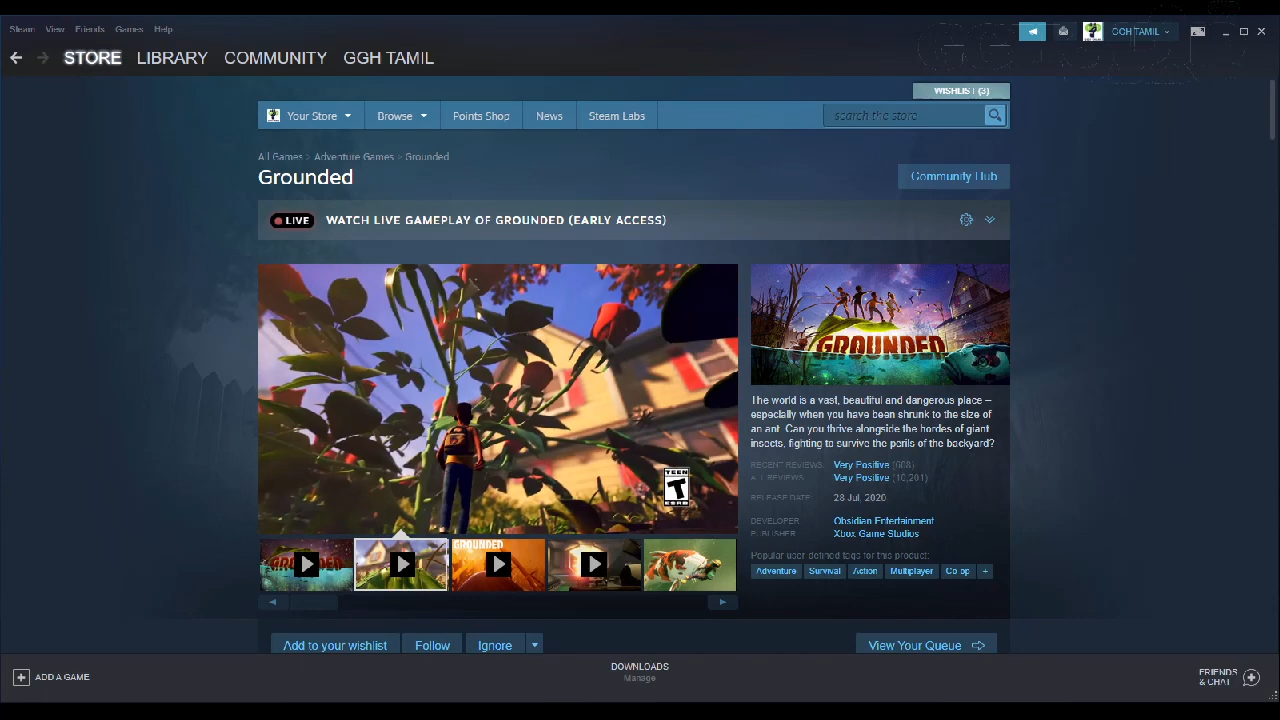 Steam View Friends Games Help
GGH TAMIL
STORE LIBRARY COMMUNITY GGH TAMIL
WISHLIST (3)
Your Store Browse Points Shop News Steam Labs search the store
All Games > Adventure Games > Grounded
Grounded
Community Hub
LIVE WATCH LIVE GAMEPLAY OF GROUNDED (EARLY ACCESS)
GROUNDED
TEEN
T
ESRB
The world is a vast, beautiful and dangerous place –
especially when you have been shrunk to the size of
an ant. Can you thrive alongside the hordes of giant
insects, fighting to survive the perils of the backyard?
RECENT REVIEWS: Very Positive (608)
ALL REVIEWS: Very Positive (10,201)
RELEASE DATE: 28 Jul, 2020
DEVELOPER: Obsidian Entertainment
PUBLISHER: Xbox Game Studios
Popular user-defined tags for this product:
Adventure Survival Action Multiplayer Co-op +
GROUNDED
GROUNDED
Add to your wishlist Follow Ignore View Your Queue
ADD A GAME
DOWNLOADS
Manage
FRIENDS
& CHAT